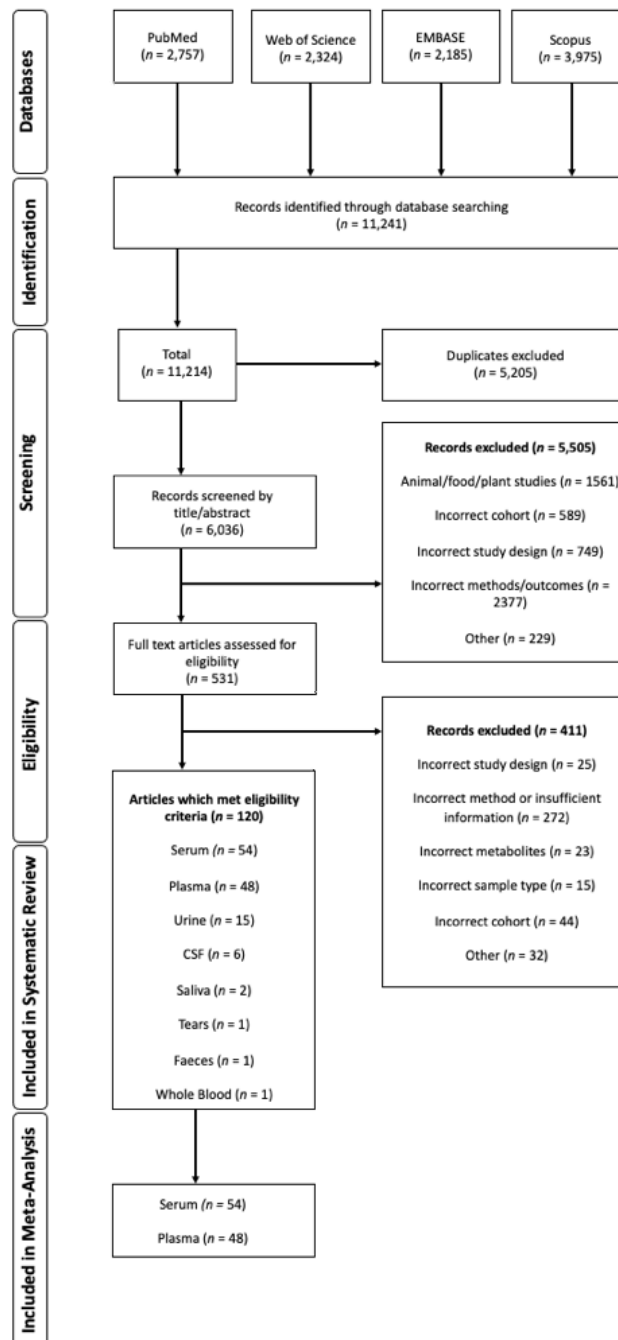 Databases
PubMed
(n = 2,757)
Web of Science
(n = 2,324)
EMBASE
(n = 2,185)
Scopus
(n = 3,975)
Identification
Records identified through database searching
(n = 11,241)
Screening
Total
(n = 11,214)
Duplicates excluded
(n = 5,205)
Records screened by
title/abstract
(n = 6,036)
Records excluded (n = 5,505)
Animal/food/plant studies (n = 1561)
Incorrect cohort (n = 589)
Incorrect study design (n = 749)
Incorrect methods/outcomes (n =
2377)
Other (n = 229)
Eligibility
Full text articles assessed for
eligibility
(n = 531)
Records excluded (n = 411)
Incorrect study design (n = 25)
Incorrect method or insufficient
information (n = 272)
Incorrect metabolites (n = 23)
Incorrect sample type (n = 15)
Incorrect cohort (n = 44)
Other (n = 32)
Included in Systematic Review
Articles which met eligibility
criteria (n = 120)
Serum (n = 54)
Plasma (n = 48)
Urine (n = 15)
CSF (n = 6)
Saliva (n = 2)
Tears (n = 1)
Faeces (n = 1)
Whole Blood (n = 1)
Included in Meta-Analysis
Serum (n = 54)
Plasma (n = 48)